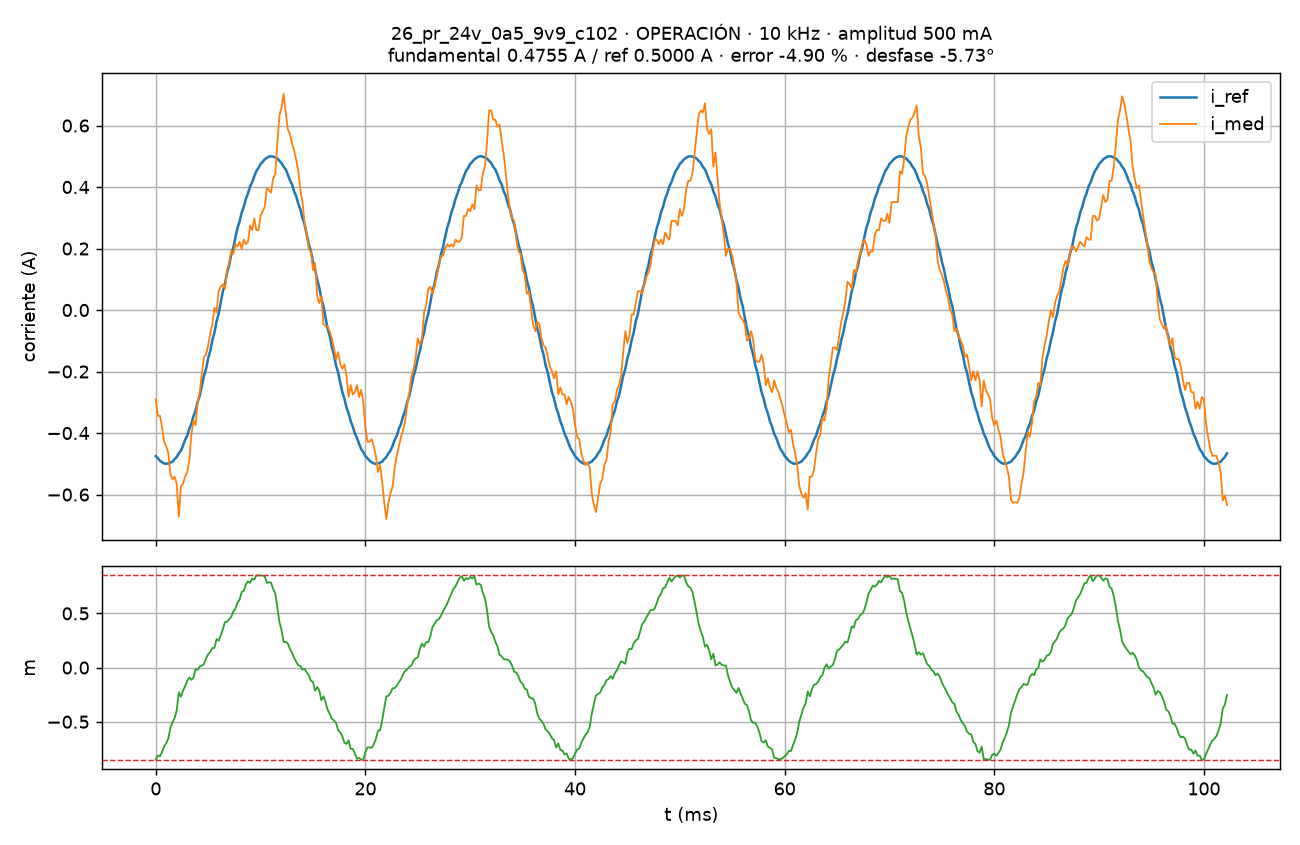 26_pr_24v_0a5_9v9_c102 · OPERACIÓN · 10 kHz · amplitud 500 mA
fundamental 0.4755 A / ref 0.5000 A · error -4.90 % · desfase -5.73°
i_ref
i_med
corriente (A)
0.6
0.4
0.2
0.0
−0.2
−0.4
−0.6
m
0.5
0.0
−0.5
0 20 40 60 80 100
t (ms)